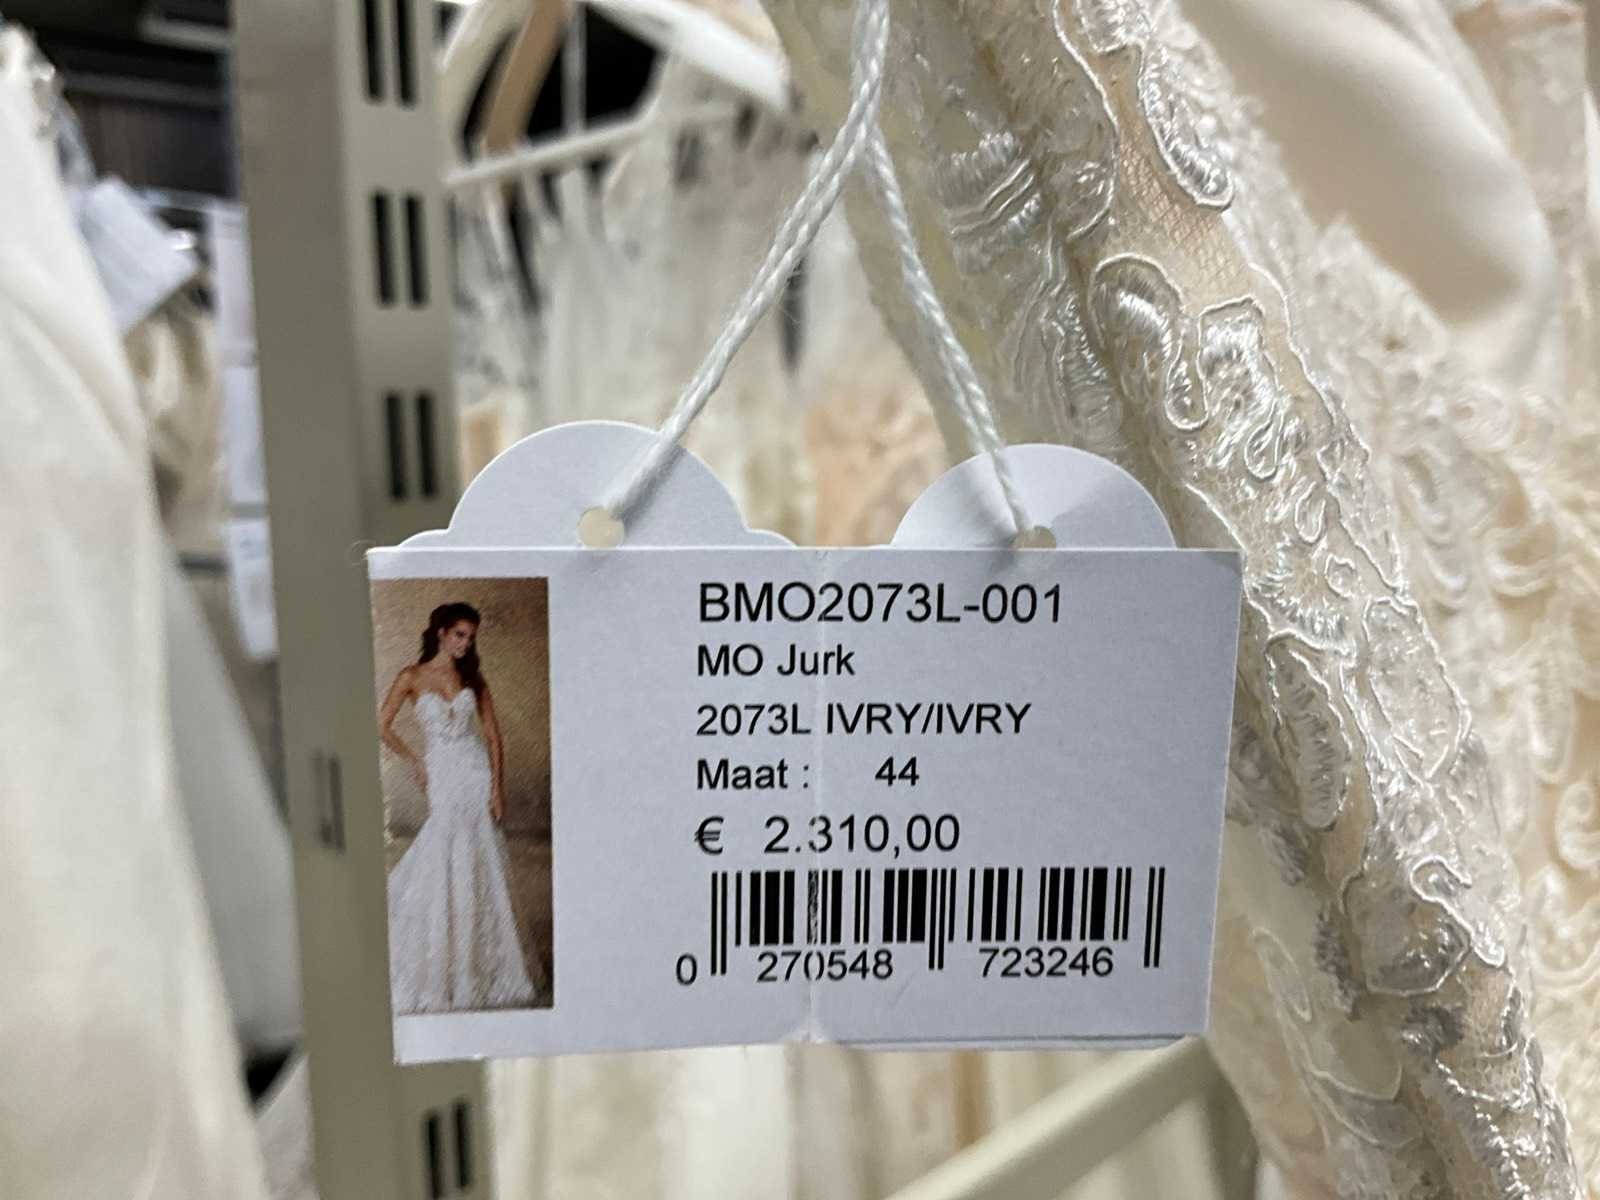 BMO2073L-001
MO Jurk
2073L IVRY/IVRY
Maat : 44
€ 2.310,00
0 270548 723246